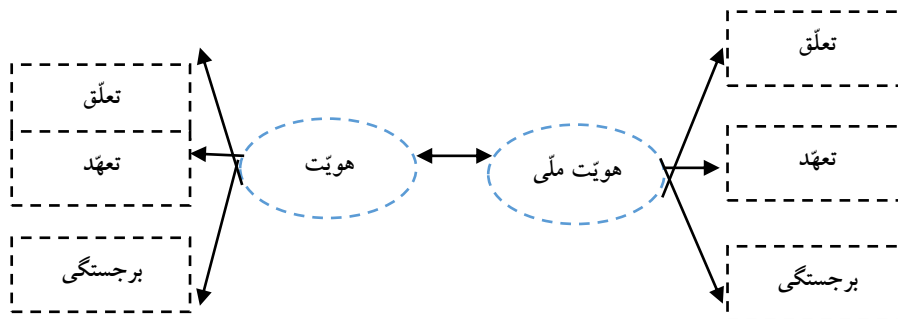 تعلّق
تعهّد
برجستگی
هویّت ملّی
هویّت
تعلّق
تعهّد
برجستگی